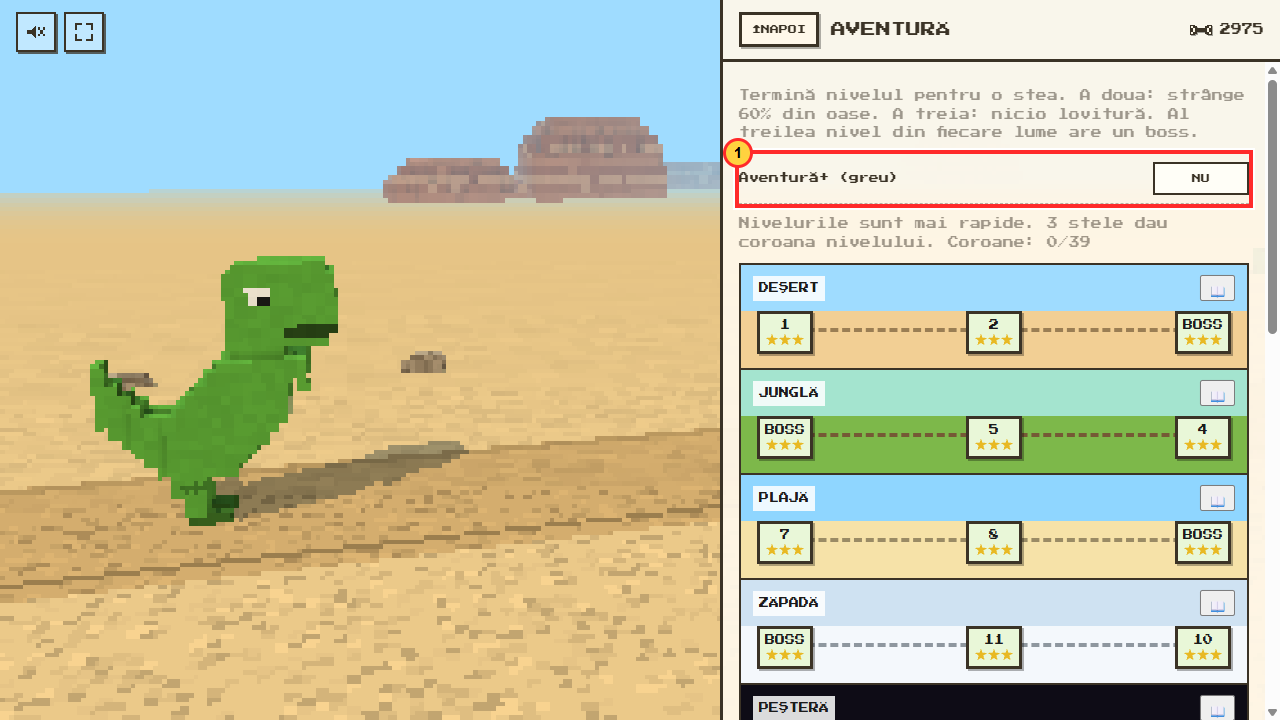 ↥NAPOI
AVENTURĂ
2975
Termină nivelul pentru o stea. A doua: strânge
60% din oase. A treia: nicio lovitură. Al
treilea nivel din fiecare lume are un boss.
1
Aventură+ (greu)
NU
Nivelurile sunt mai rapide. 3 stele dau
coroana nivelului. Coroane: 0/39
DEȘERT
1 2 BOSS
★★★ ★★★ ★★★
JUNGLĂ
BOSS 5 4
★★★ ★★★ ★★★
PLAJĂ
7 8 BOSS
★★★ ★★★ ★★★
ZĂPADĂ
BOSS 11 10
★★★ ★★★ ★★★
PEȘTERĂ